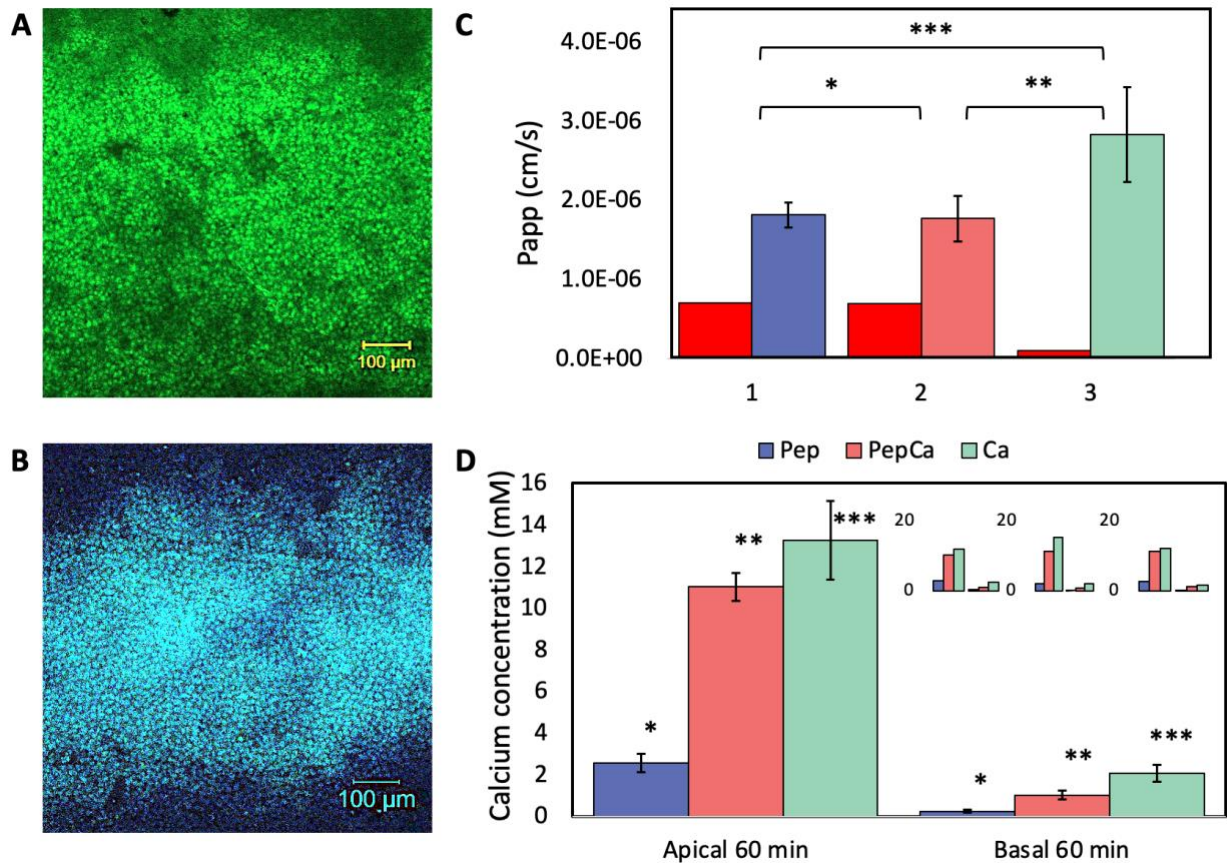 A
100 µm
B
100 µm
C
Papp (cm/s)
4.0E-06
3.0E-06
2.0E-06
1.0E-06
0.0E+00
***
*
**
1 2 3
Pep PepCa Ca
D
Calcium concentration (mM)
16
14
12
10
8
6
4
2
0
*
**
***
*
**
***
20 20 20
0 0 0
Apical 60 min Basal 60 min